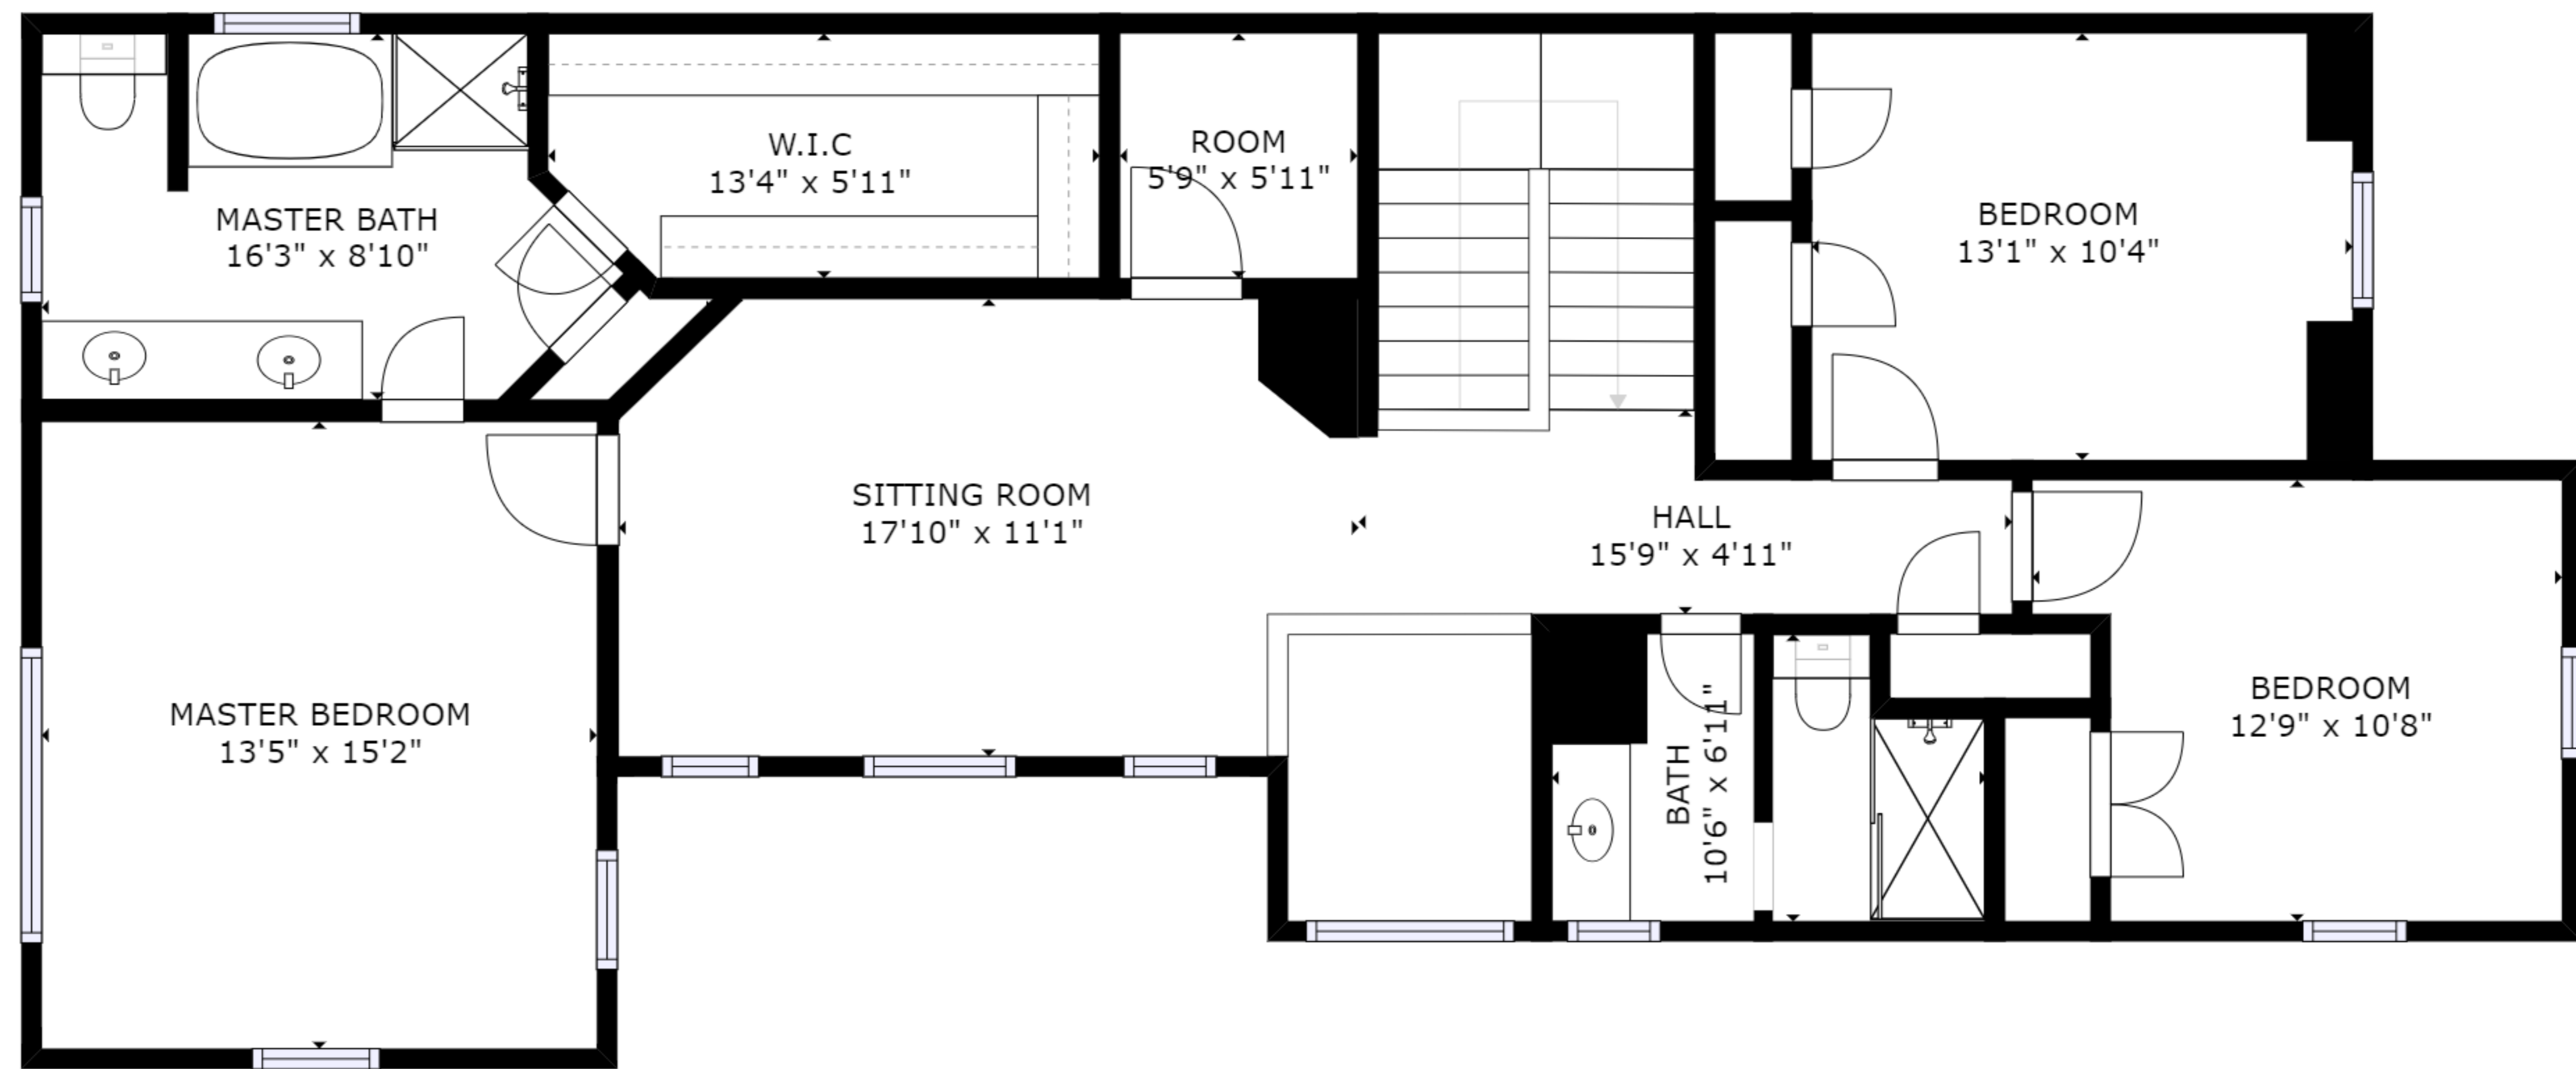 W.I.C
13'4" x 5'11"
ROOM
5'9" x 5'11"
MASTER BATH
16'3" x 8'10"
BEDROOM
13'1" x 10'4"
SITTING ROOM
17'10" x 11'1"
HALL
15'9" x 4'11"
MASTER BEDROOM
13'5" x 15'2"
BATH
10'6" x 6'11"
BEDROOM
12'9" x 10'8"